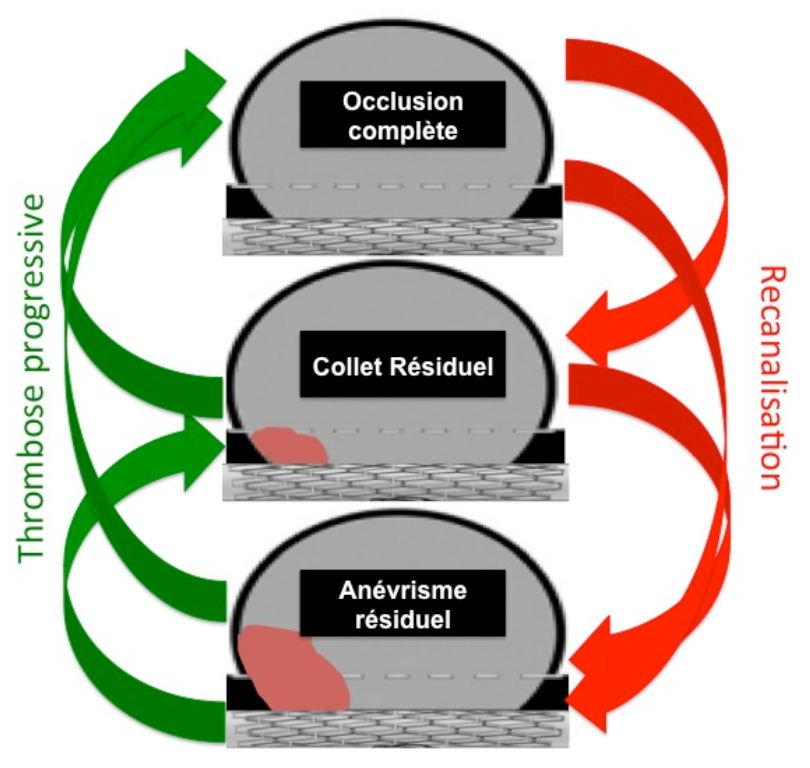 Occlusion
complète
Thrombose progressive
Collet Résiduel
Recanalisation
Anévrisme
résiduel